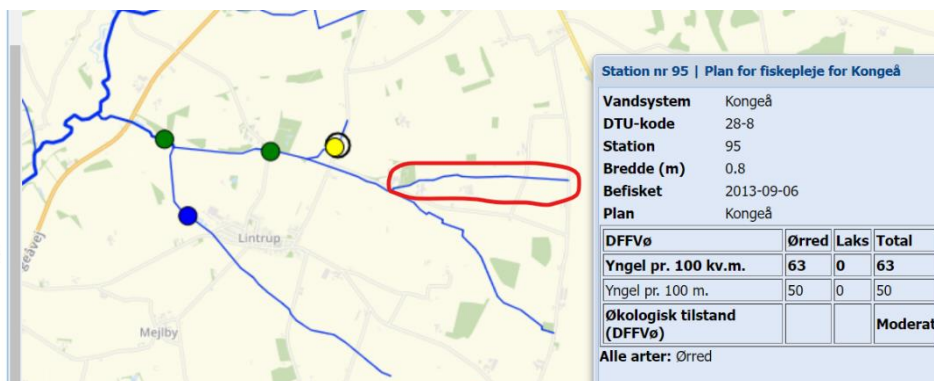 Lintrup
Mejlby
Station nr 95 | Plan for fiskepleje for Kongeå
Vandsystem Kongeå
DTU-kode 28-8
Station 95
Bredde (m) 0.8
Befisket 2013-09-06
Plan Kongeå
DFFVø Ørred Laks Total
Yngel pr. 100 kv.m. 63 0 63
Yngel pr. 100 m. 50 0 50
Økologisk tilstand
(DFFVø) Moderat
Alle arter: Ørred